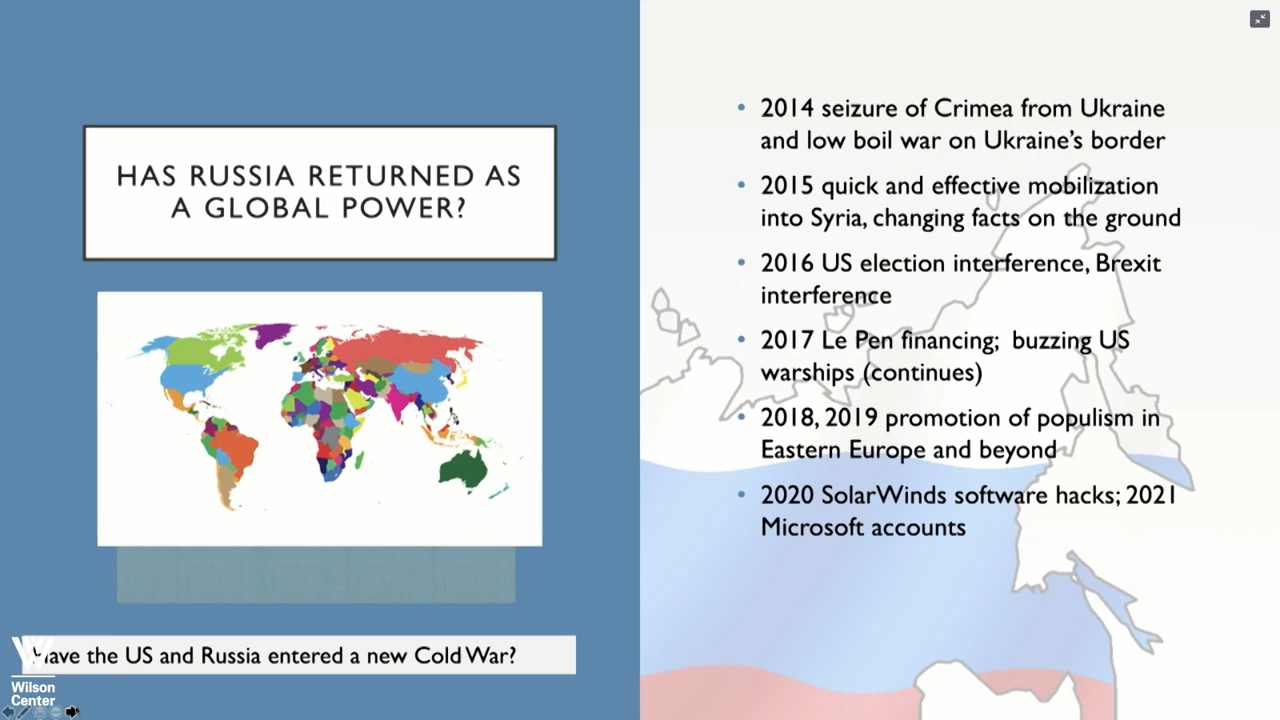 HAS RUSSIA RETURNED AS
A GLOBAL POWER?
Have the US and Russia entered a new Cold War?
Wilson
Center
• 2014 seizure of Crimea from Ukraine
and low boil war on Ukraine's border
• 2015 quick and effective mobilization
into Syria, changing facts on the ground
• 2016 US election interference, Brexit
interference
• 2017 Le Pen financing; buzzing US
warships (continues)
• 2018, 2019 promotion of populism in
Eastern Europe and beyond
• 2020 SolarWinds software hacks; 2021
Microsoft accounts